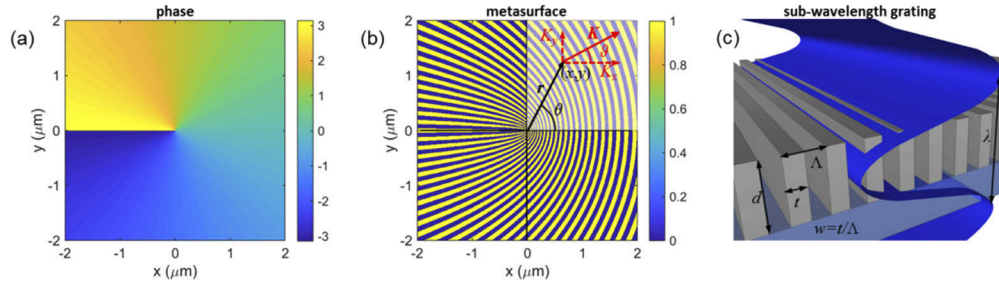 phase
(a)
2
1
0
-1
-2
y (μm)
-2
-1
0
1
2
x (μm)
3
2
1
0
-1
-2
-3
metasurface
(b)
2
1
0
-1
-2
y (μm)
-2
-1
0
1
2
x (μm)
K_y
K
ϑ
K_x
(x,y)
r
θ
1
0.8
0.6
0.4
0.2
0
sub-wavelength grating
(c)
Λ
d
t
λ
w=t/Λ